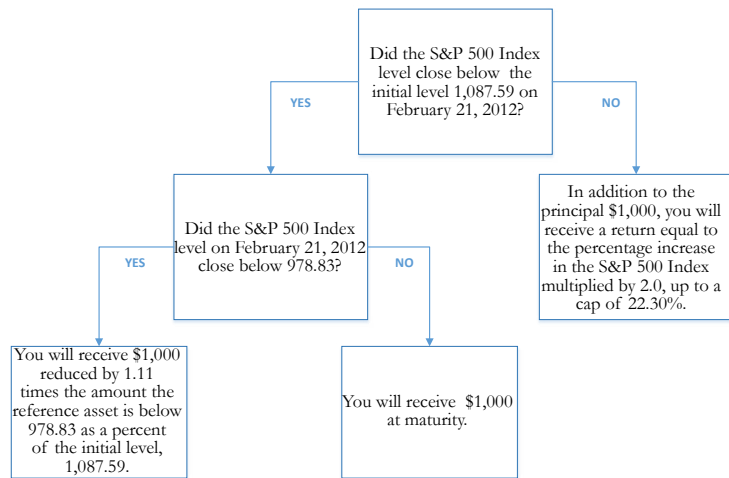 Did the S&P 500 Index
level close below the
initial level 1,087.59 on
February 21, 2012?
YES
NO
Did the S&P 500 Index
level on February 21, 2012
close below 978.83?
In addition to the
principal $1,000, you will
receive a return equal to
the percentage increase
in the S&P 500 Index
multiplied by 2.0, up to a
cap of 22.30%.
YES
NO
You will receive $1,000
reduced by 1.11
times the amount the
reference asset is below
978.83 as a percent
of the initial level,
1,087.59.
You will receive $1,000
at maturity.